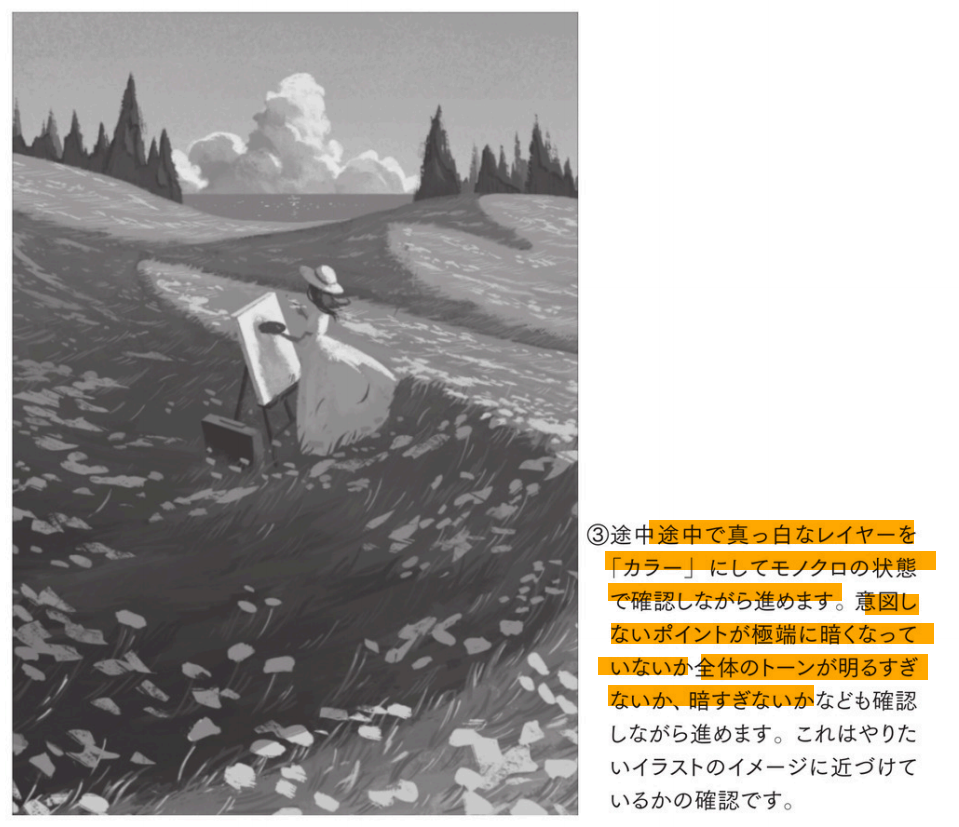 ③途中途中で真っ白なレイヤーを
「カラー」にしてモノクロの状態
で確認しながら進めます。意図し
ないポイントが極端に暗くなって
いないか全体のトーンが明るすぎ
ないか、暗すぎないかなども確認
しながら進めます。これはやりた
いイラストのイメージに近づけて
いるかの確認です。